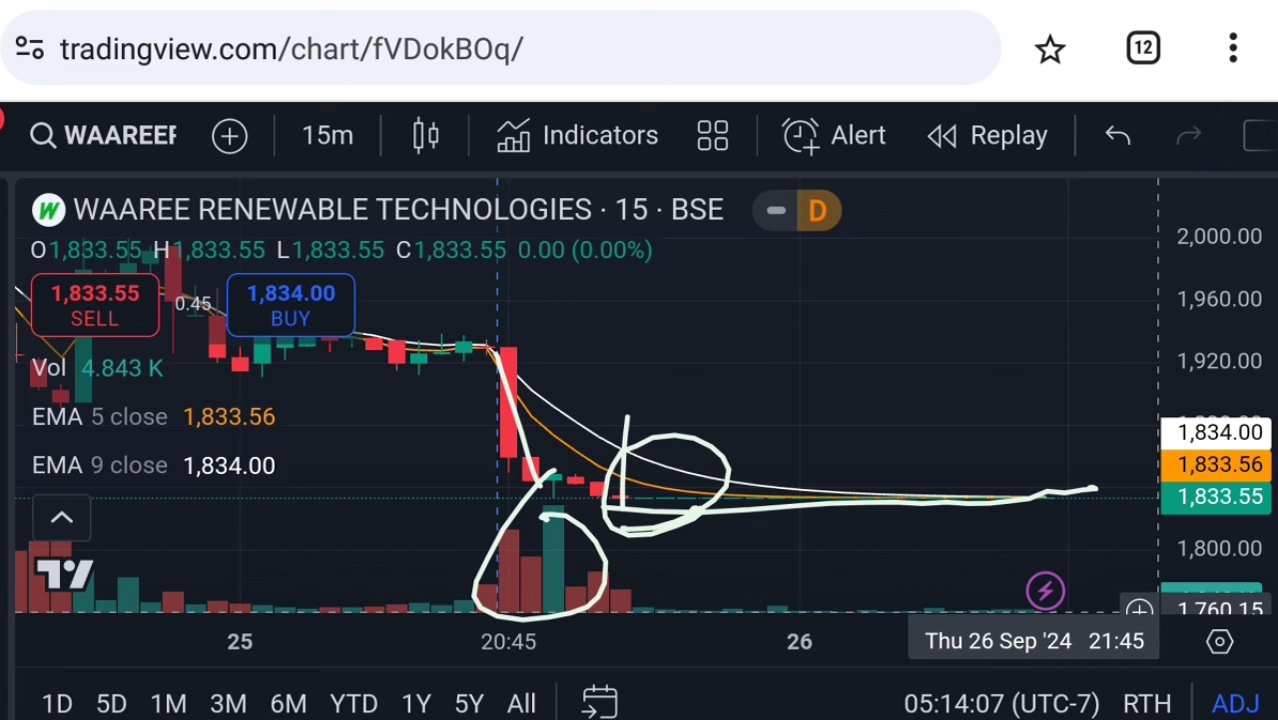 tradingview.com/chart/fVDokBOq/ 12
WAAREEF 15m Indicators Alert Replay
WAAREE RENEWABLE TECHNOLOGIES · 15 · BSE D
O1,833.55 H1,833.55 L1,833.55 C1,833.55 0.00 (0.00%)
1,833.55 SELL 0.45 1,834.00 BUY
Vol 4.843 K
EMA 5 close 1,833.56
EMA 9 close 1,834.00
2,000.00
1,960.00
1,920.00
1,834.00
1,833.56
1,833.55
1,800.00
1,760.15
25 20:45 26 Thu 26 Sep '24 21:45
1D 5D 1M 3M 6M YTD 1Y 5Y All 05:14:07 (UTC-7) RTH ADJ